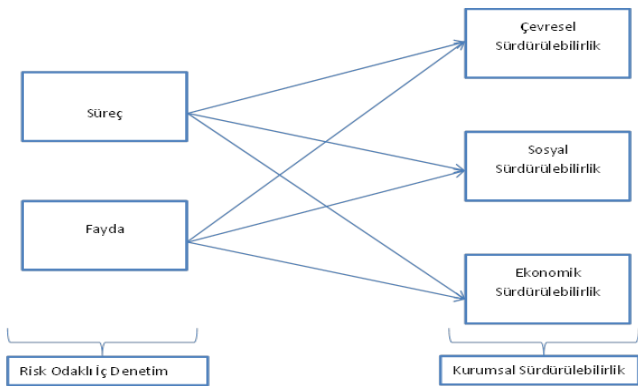 Süreç
Fayda
Risk Odaklı İç Denetim
Çevresel
Sürdürülebilirlik
Sosyal
Sürdürülebilirlik
Ekonomik
Sürdürülebilirlik
Kurumsal Sürdürülebilirlik